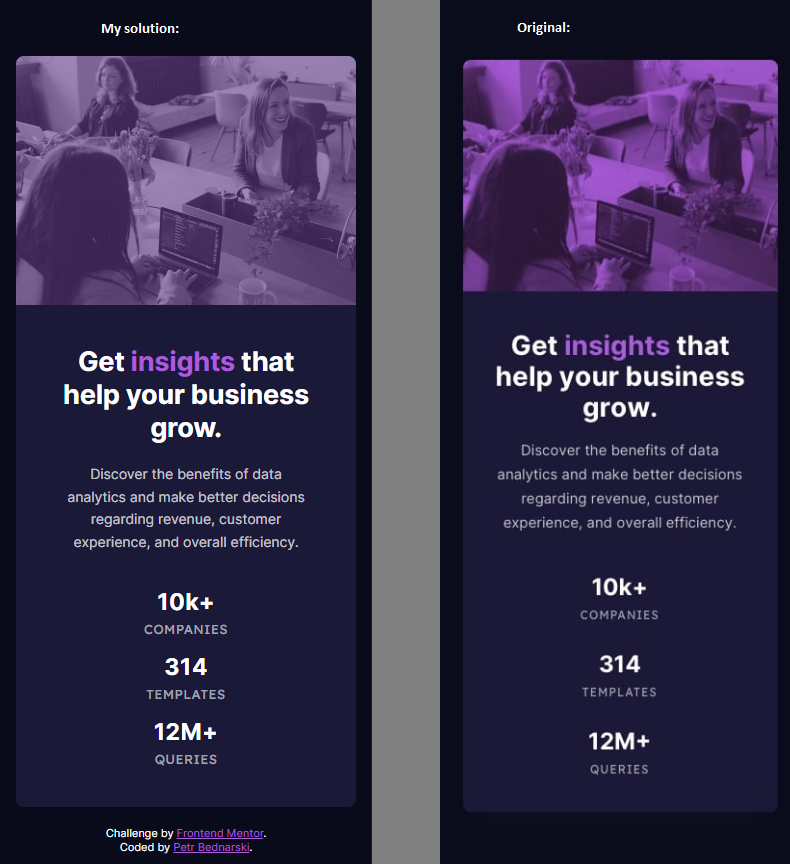 My solution:
Get insights that
help your business
grow.
Discover the benefits of data
analytics and make better decisions
regarding revenue, customer
experience, and overall efficiency.
10k+
COMPANIES
314
TEMPLATES
12M+
QUERIES
Challenge by Frontend Mentor.
Coded by Petr Bednarski.
Original:
Get insights that
help your business
grow.
Discover the benefits of data
analytics and make better decisions
regarding revenue, customer
experience, and overall efficiency.
10k+
COMPANIES
314
TEMPLATES
12M+
QUERIES